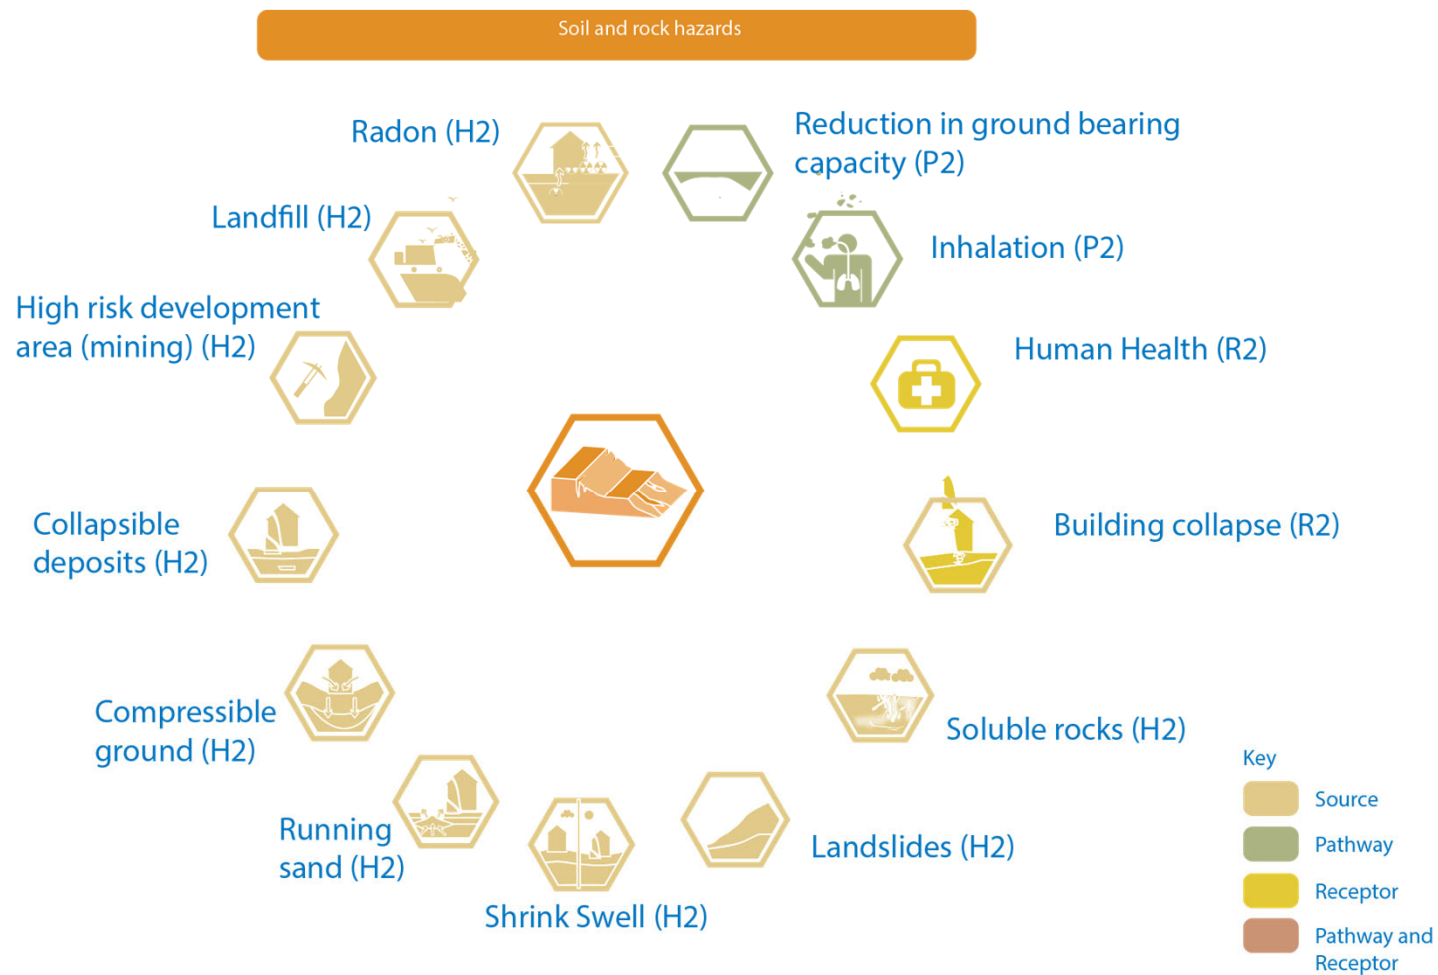 Soil and rock hazards
Radon (H2)
Reduction in ground bearing
capacity (P2)
Landfill (H2)
Inhalation (P2)
High risk development
area (mining) (H2)
Human Health (R2)
Collapsible
deposits (H2)
Building collapse (R2)
Compressible
ground (H2)
Soluble rocks (H2)
Running
sand (H2)
Landslides (H2)
Shrink Swell (H2)
Key
Source
Pathway
Receptor
Pathway and
Receptor